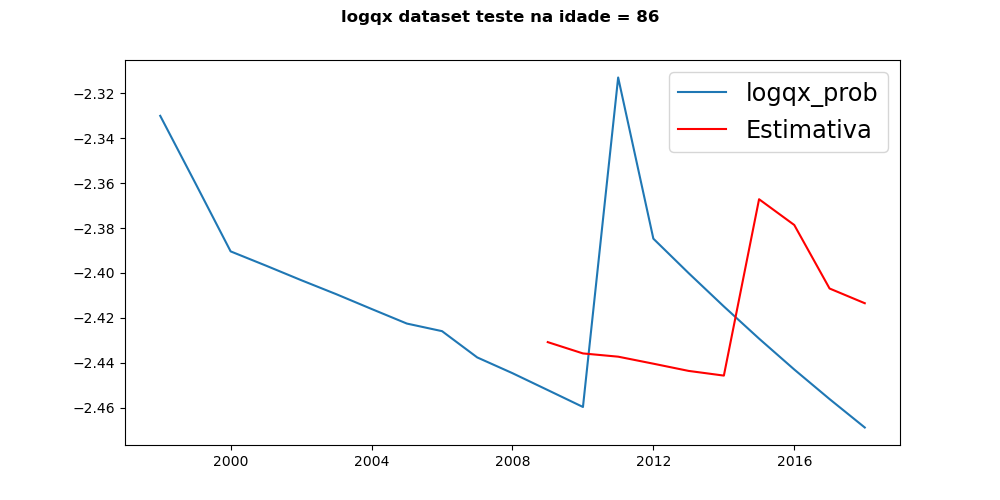 logqx dataset teste na idade = 86
logqx_prob
Estimativa
−2.32
−2.34
−2.36
−2.38
−2.40
−2.42
−2.44
−2.46
2000 2004 2008 2012 2016